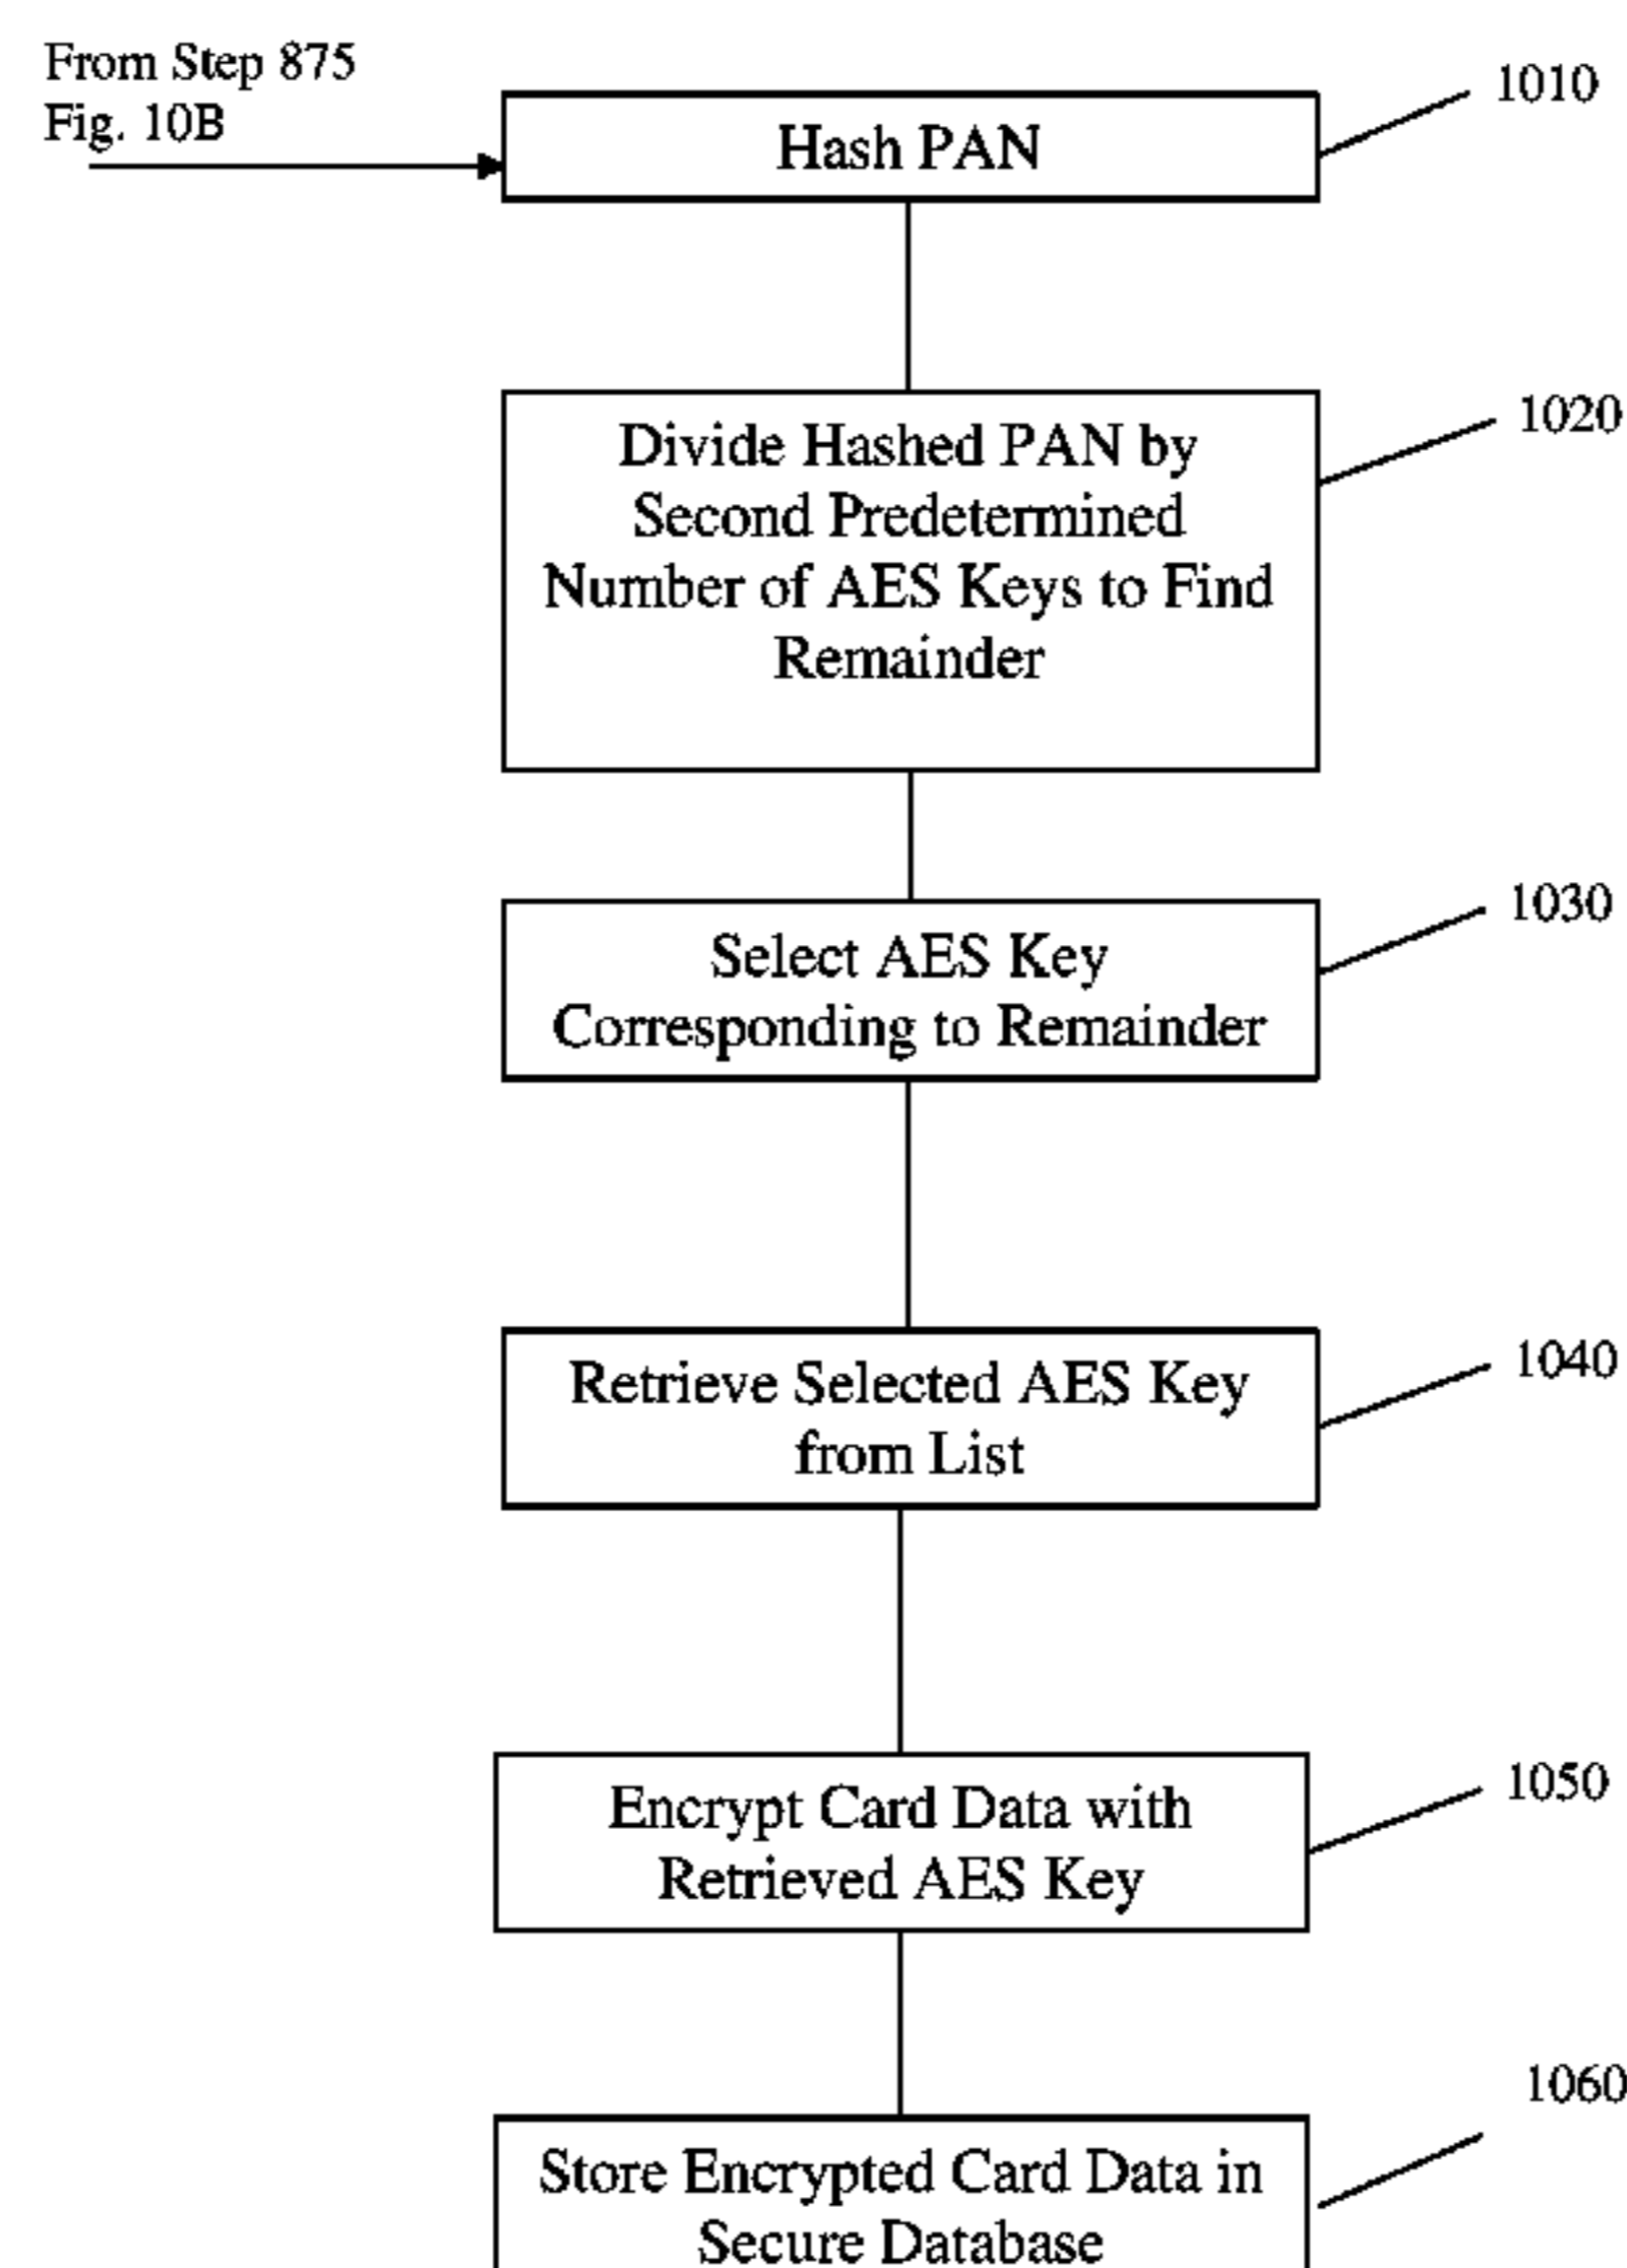 From Step 875
Fig. 10B
Hash PAN
1010
Divide Hashed PAN by
Second Predetermined
Number of AES Keys to Find
Remainder
1020
Select AES Key
Corresponding to Remainder
1030
Retrieve Selected AES Key
from List
1040
Encrypt Card Data with
Retrieved AES Key
1050
Store Encrypted Card Data in
Secure Database
1060